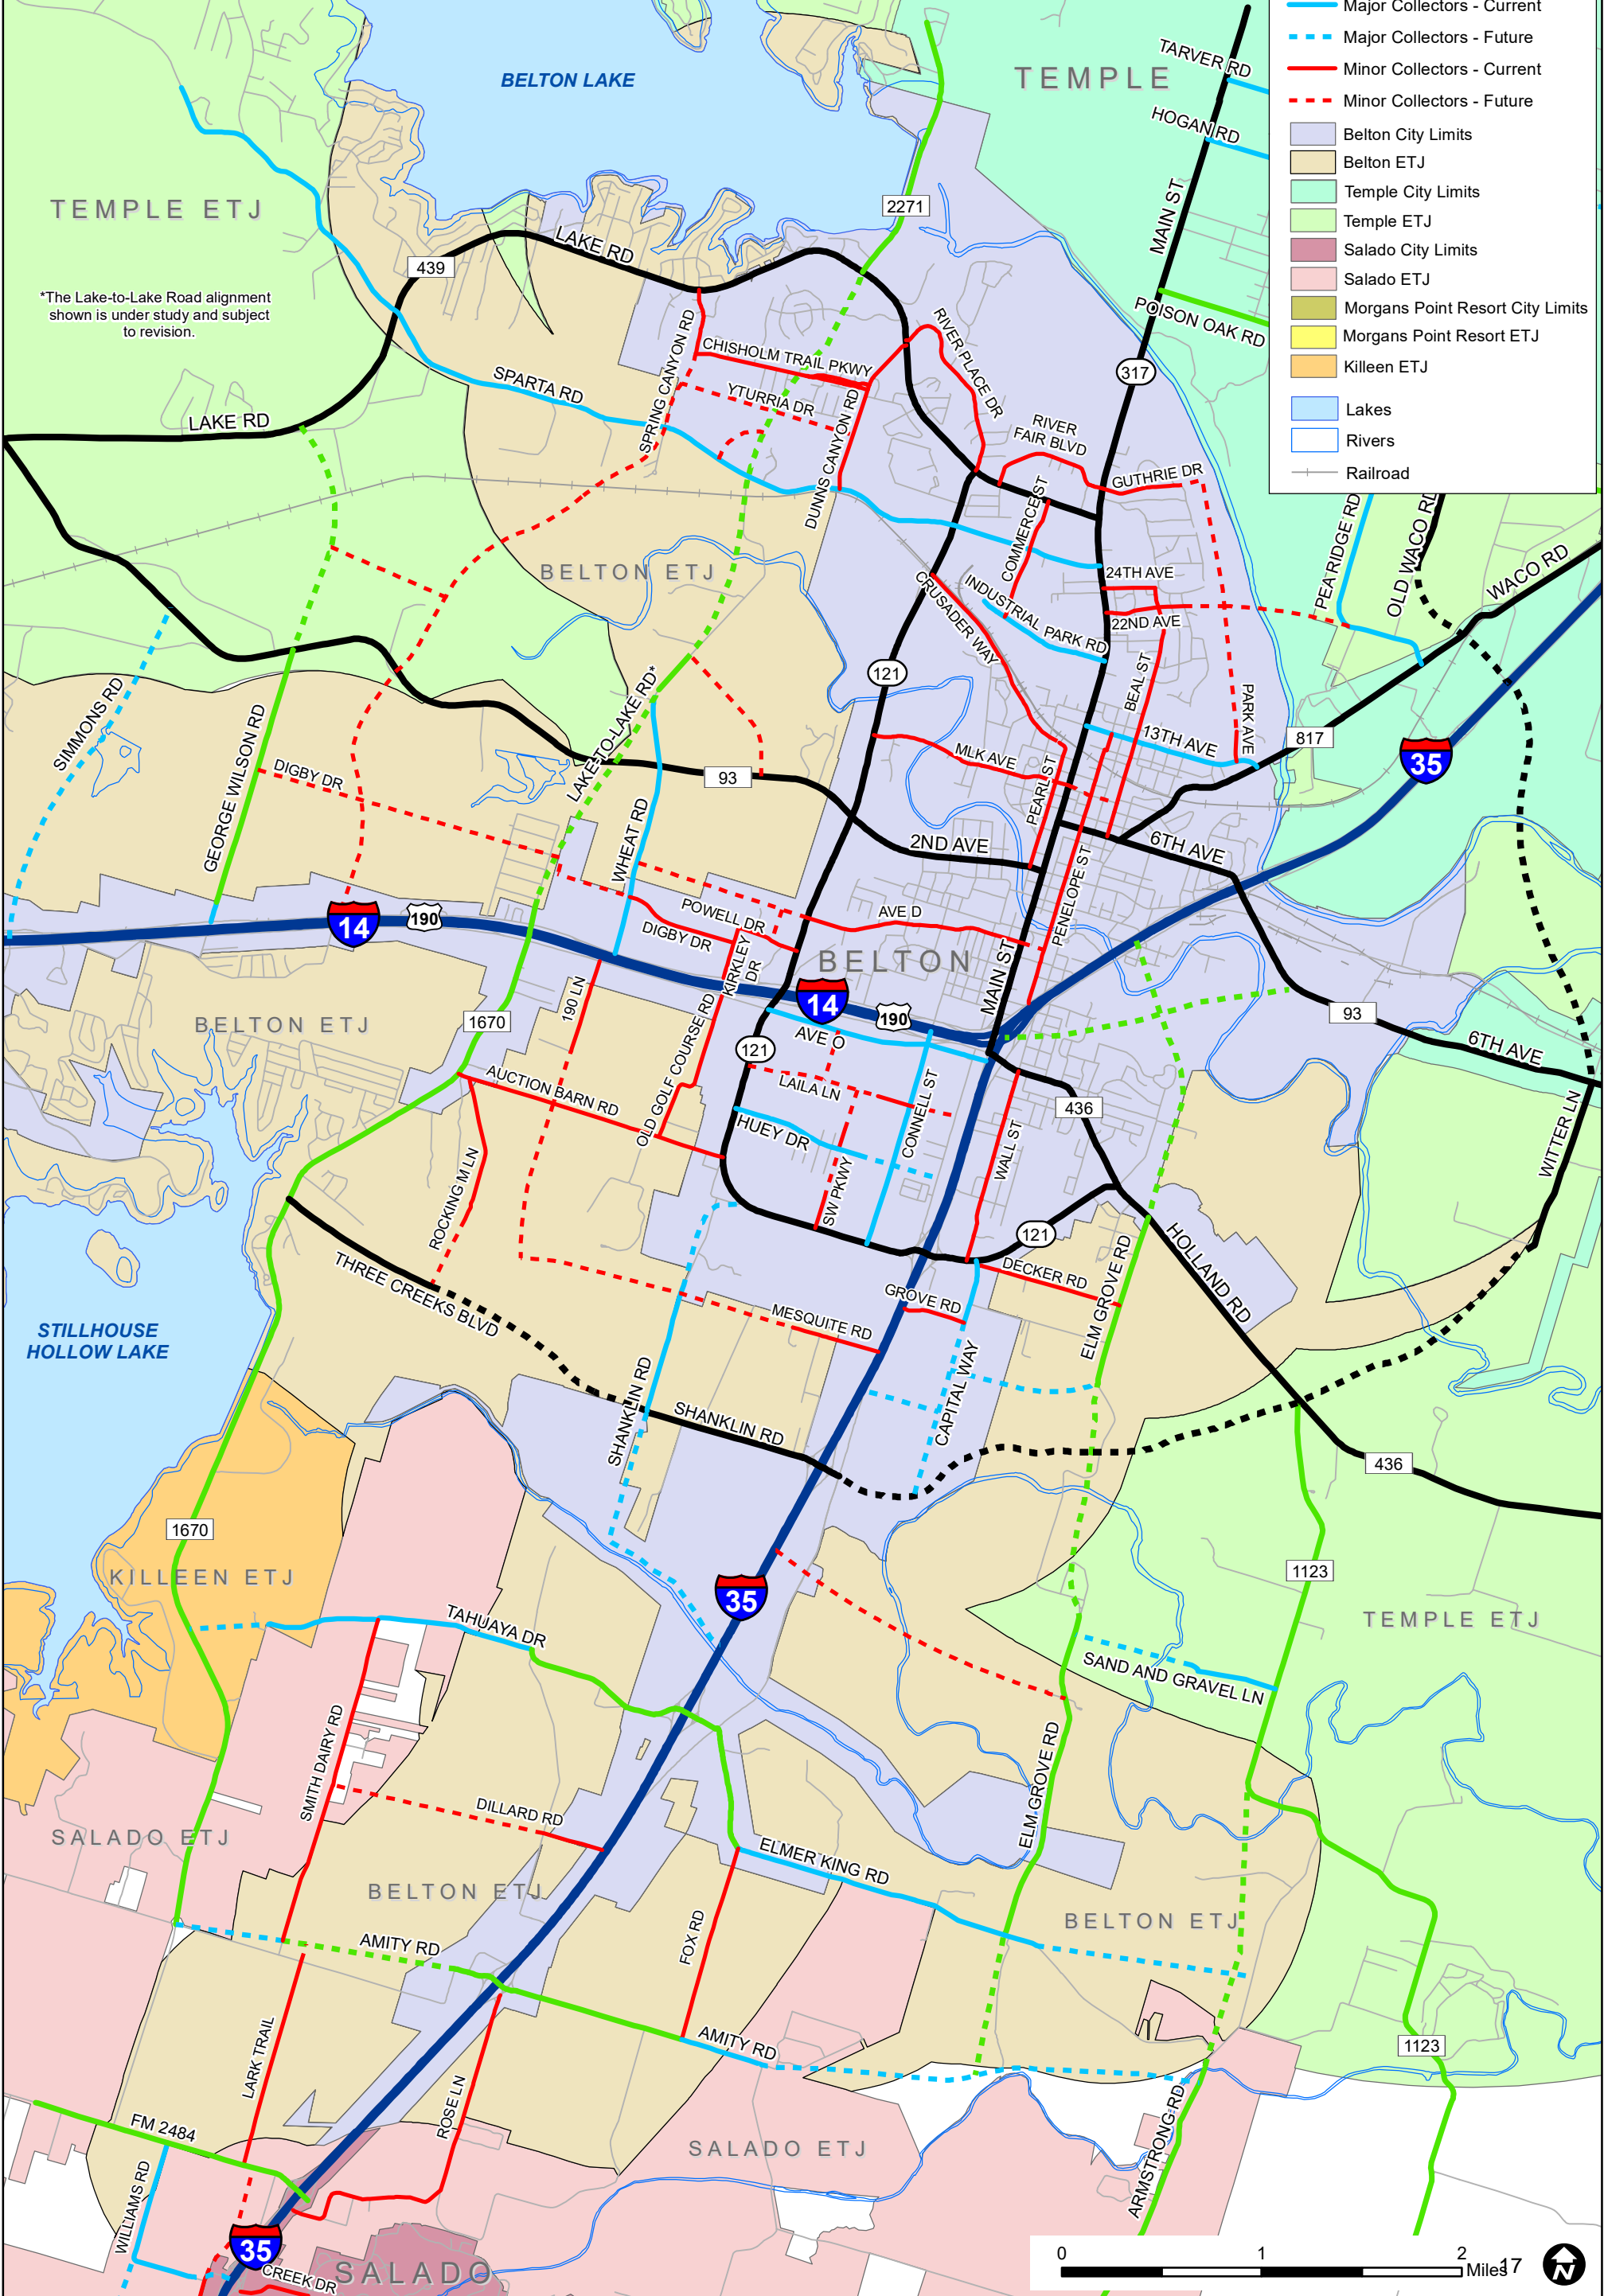 Major Collectors - Current
Major Collectors - Future
Minor Collectors - Current
Minor Collectors - Future
Belton City Limits
Belton ETJ
Temple City Limits
Temple ETJ
Salado City Limits
Salado ETJ
Morgans Point Resort City Limits
Morgans Point Resort ETJ
Killeen ETJ
Lakes
Rivers
Railroad
BELTON LAKE
TEMPLE
TARVER RD
HOGAN RD
MAIN ST
TEMPLE ETJ
2271
LAKE RD
439
*The Lake-to-Lake Road alignment
shown is under study and subject
to revision.
POISON OAK RD
317
SPRING CANYON RD
CHISHOLM TRAIL PKWY
RIVER PLACE DR
SPARTA RD
YTURRIA DR
LAKE RD
DUNNS CANYON RD
RIVER
FAIR BLVD
GUTHRIE DR
COMMERCE ST
PEA RIDGE RD
OLD WACO RD
WACO RD
BELTON ETJ
24TH AVE
CRUSADER WAY
INDUSTRIAL PARK RD
22ND AVE
121
BEAL ST
SIMMONS RD
GEORGE WILSON RD
LAKE-TO-LAKE RD*
PARK AVE
13TH AVE
817
35
MLK AVE
DIGBY DR
93
PEARL ST
WHEAT RD
2ND AVE
6TH AVE
PENELOPE ST
14
190
POWELL DR
AVE D
DIGBY DR
KIRKLEY
DR
BELTON
MAIN ST
190 LN
14
190
93
BELTON ETJ
1670
OLD GOLF COURSE RD
121
AVE O
6TH AVE
AUCTION BARN RD
LAILA LN
CONNELL ST
436
HUEY DR
WALL ST
WITTER LN
ROCKING M LN
SW PKWY
121
THREE CREEKS BLVD
DECKER RD
ELM GROVE RD
HOLLAND RD
GROVE RD
MESQUITE RD
STILLHOUSE
HOLLOW LAKE
SHANKLIN RD
CAPITAL WAY
SHANKLIN RD
436
1670
KILLEEN ETJ
1123
35
TAHUAYA DR
TEMPLE ETJ
SAND AND GRAVEL LN
SMITH DAIRY RD
ELM GROVE RD
DILLARD RD
SALADO ETJ
ELMER KING RD
BELTON ETJ
BELTON ETJ
FOX RD
AMITY RD
AMITY RD
1123
LARK TRAIL
ROSE LN
FM 2484
SALADO ETJ
ARMSTRONG RD
WILLIAMS RD
35
CREEK DR
SALADO
0 1 2
Miles
17
N